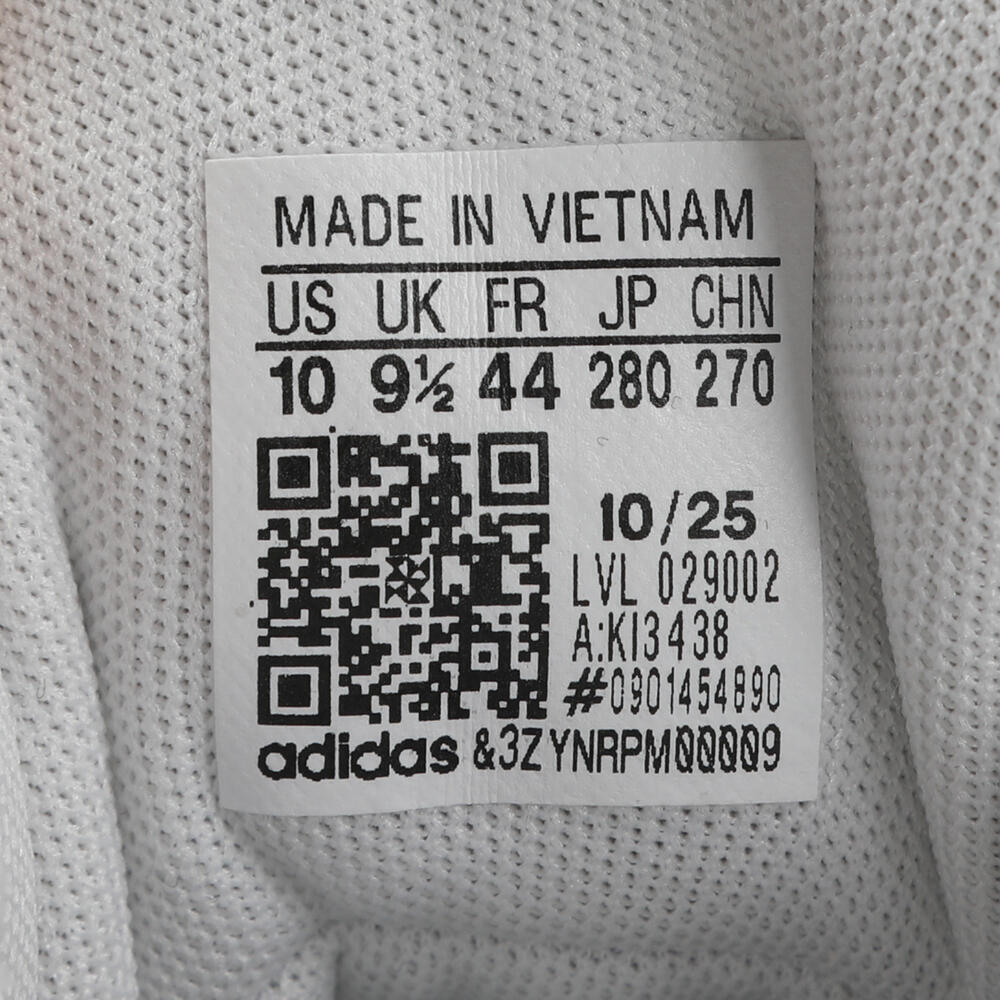 MADE IN VIETNAM
US UK FR JP CHN
10 9½ 44 280 270
10/25
LVL 029002
A:KI3438
#0901454890
adidas &3ZYNRPM00009